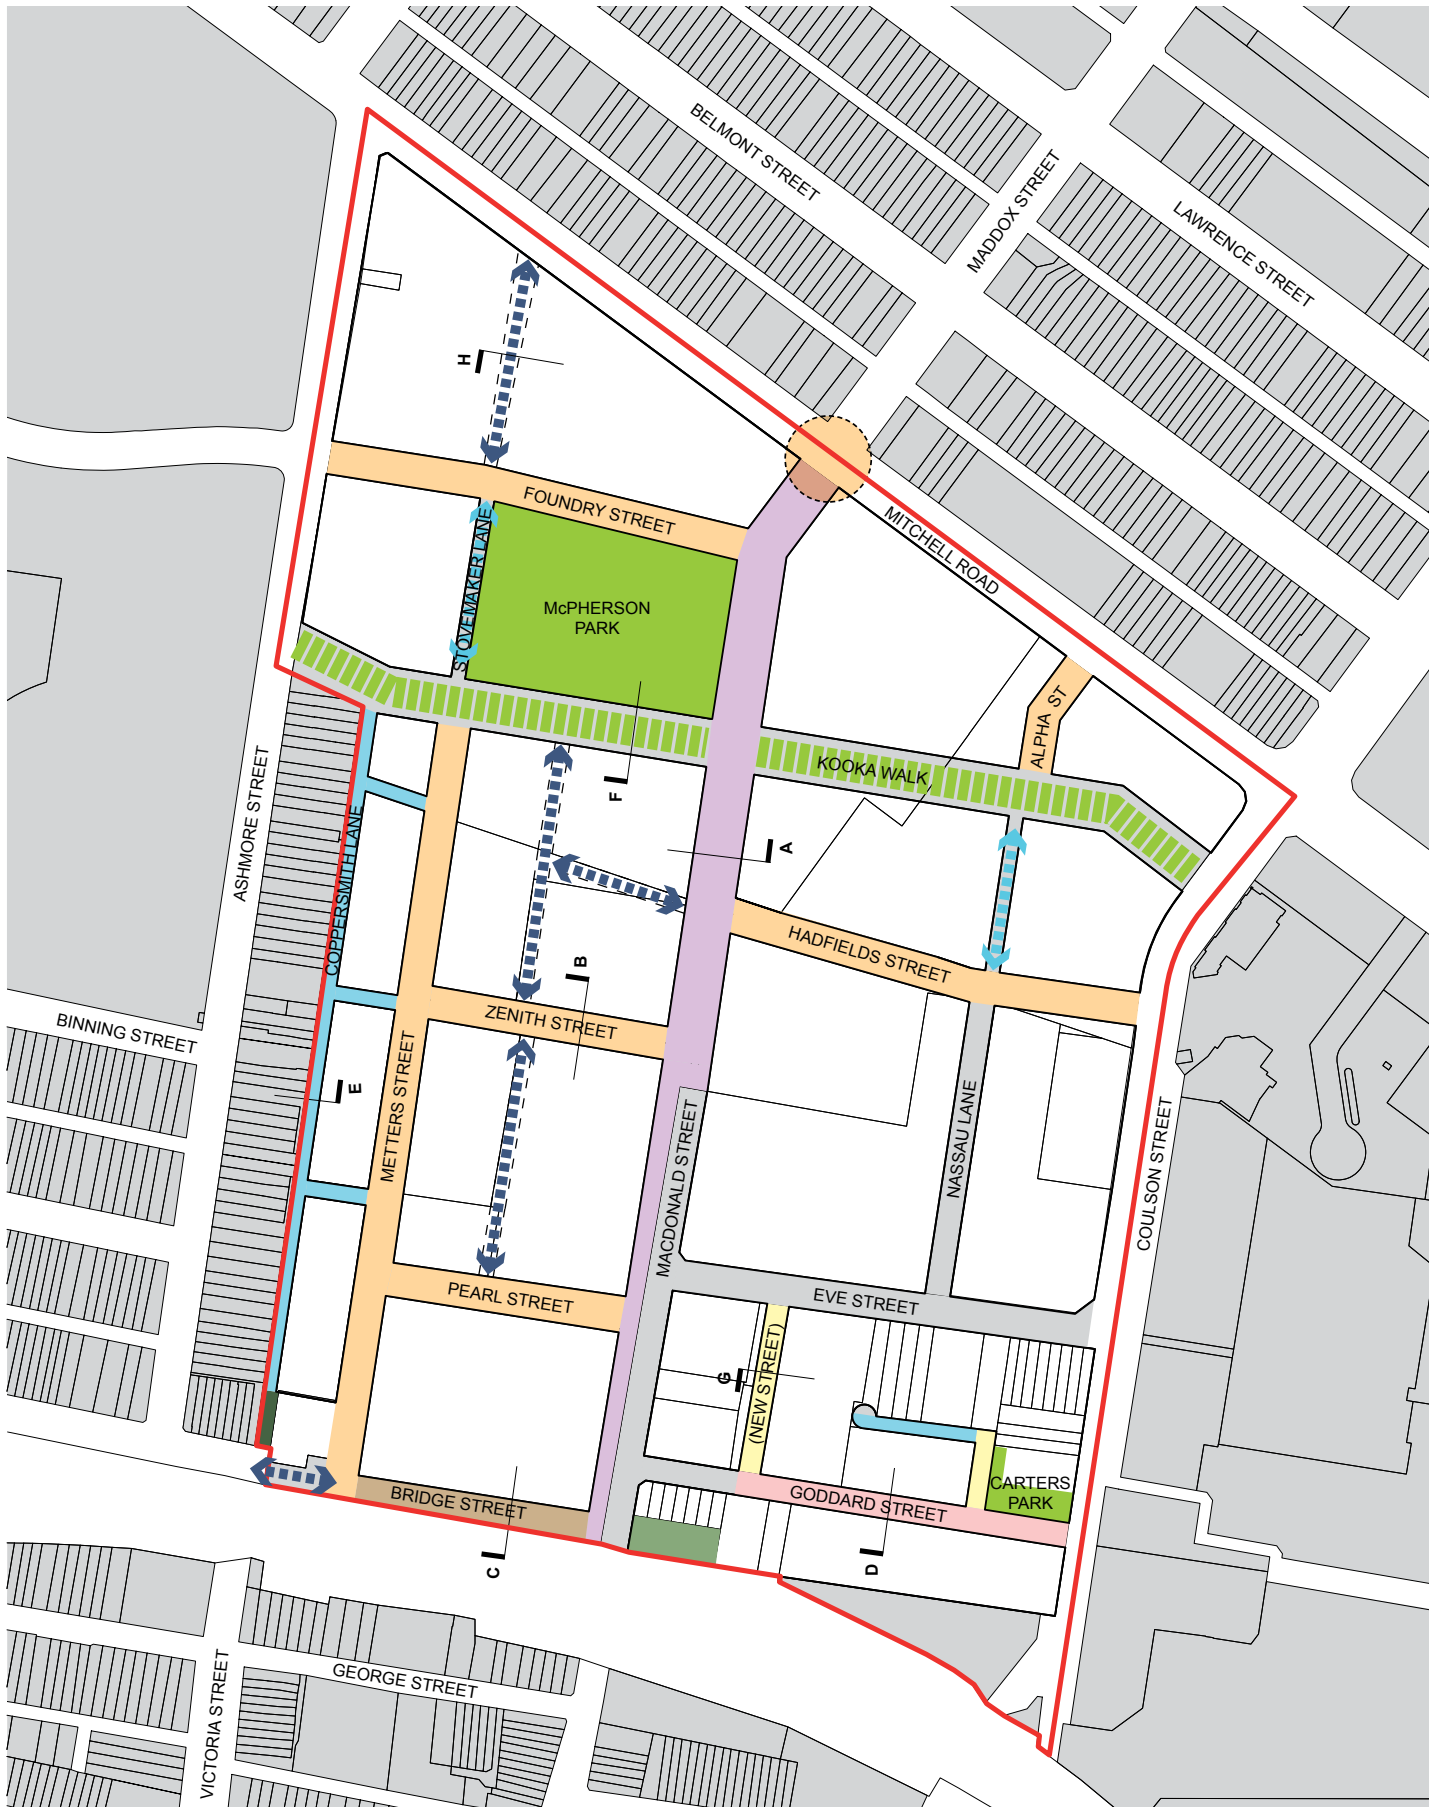 BELMONT STREET
MADDOX STREET
LAWRENCE STREET
H
FOUNDRY STREET
MITCHELL ROAD
STOVEMAKER LANE
McPHERSON
PARK
ALPHA ST
KOOKA WALK
F
A
ASHMORE STREET
COPPERSMITH LANE
HADFIELDS STREET
B
ZENITH STREET
BINNING STREET
E
METTERS STREET
NASSAU LANE
MACDONALD STREET
COULSON STREET
PEARL STREET
EVE STREET
G
(NEW STREET)
CARTERS
PARK
BRIDGE STREET
GODDARD STREET
C
D
GEORGE STREET
VICTORIA STREET